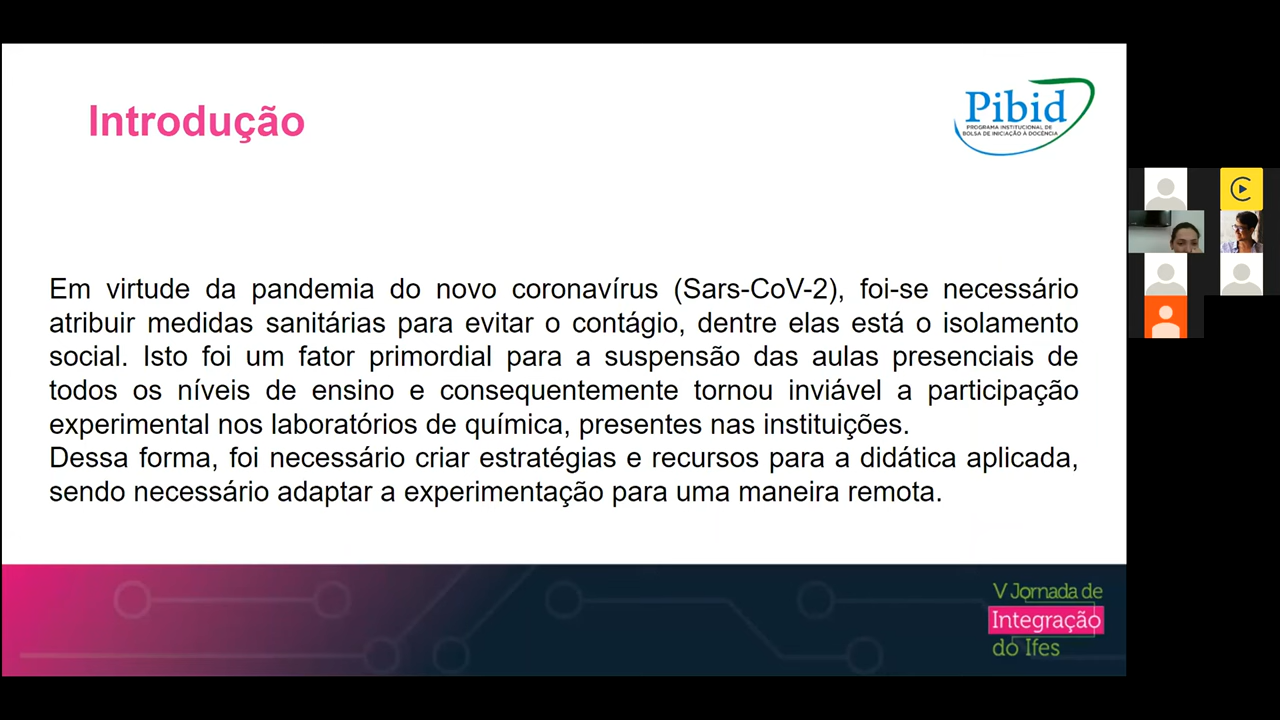 Introdução
Pibid
PROGRAMA INSTITUCIONAL DE
BOLSA DE INICIAÇÃO À DOCÊNCIA
Em virtude da pandemia do novo coronavírus (Sars-CoV-2), foi-se necessário
atribuir medidas sanitárias para evitar o contágio, dentre elas está o isolamento
social. Isto foi um fator primordial para a suspensão das aulas presenciais de
todos os níveis de ensino e consequentemente tornou inviável a participação
experimental nos laboratórios de química, presentes nas instituições.
Dessa forma, foi necessário criar estratégias e recursos para a didática aplicada,
sendo necessário adaptar a experimentação para uma maneira remota.
V Jornada de
Integração
do Ifes